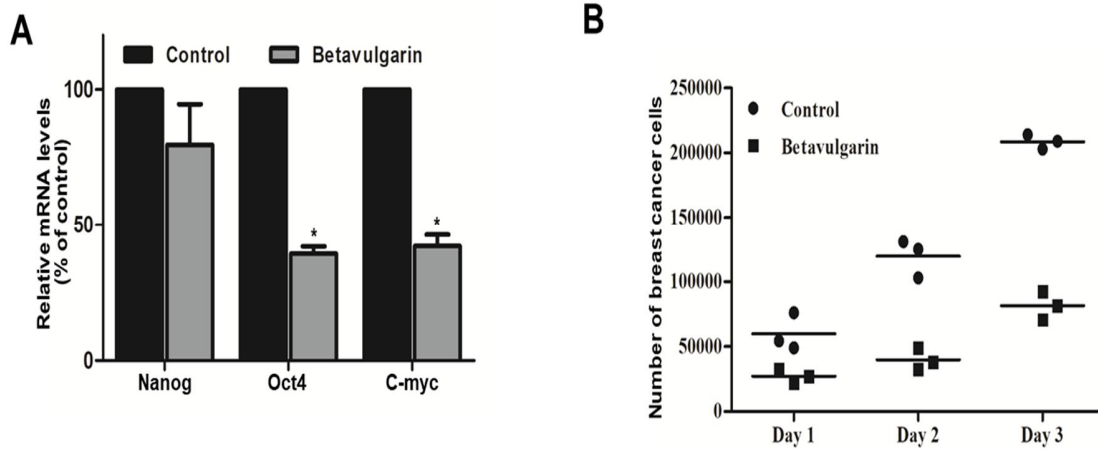 A
Control
Betavulgarin
Relative mRNA levels
(% of control)
100
50
0
*
*
Nanog
Oct4
C-myc
B
Number of breast cancer cells
250000
200000
150000
100000
50000
0
Control
Betavulgarin
Day 1
Day 2
Day 3